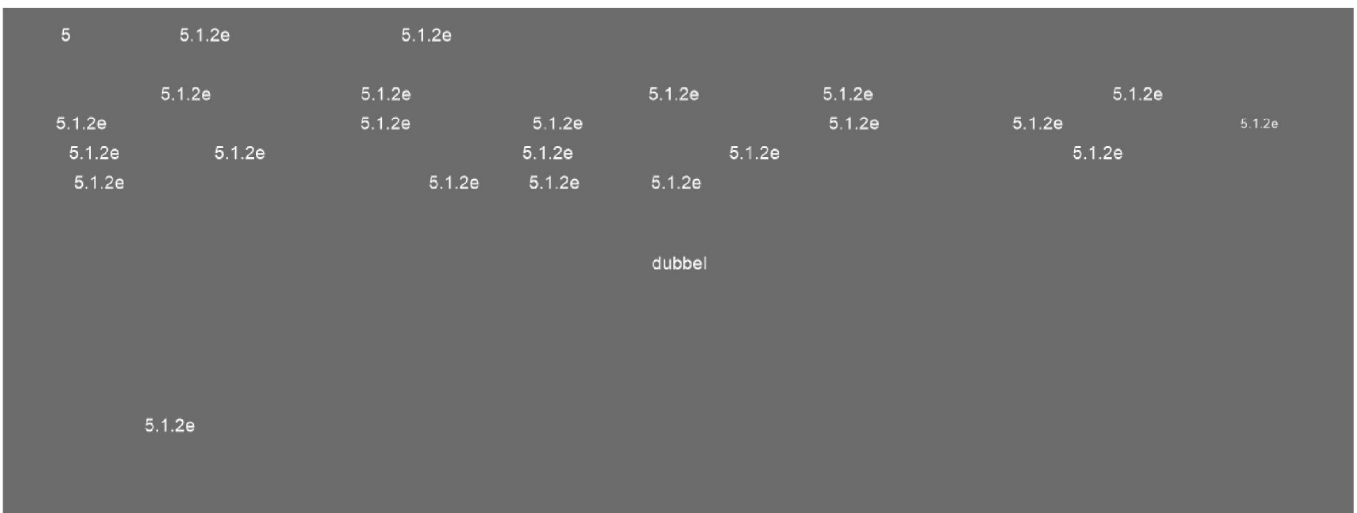 5 5.1.2e 5.1.2e
5.1.2e 5.1.2e 5.1.2e 5.1.2e 5.1.2e
5.1.2e 5.1.2e 5.1.2e 5.1.2e 5.1.2e 5.1.2e
5.1.2e 5.1.2e 5.1.2e 5.1.2e 5.1.2e
5.1.2e 5.1.2e 5.1.2e 5.1.2e
dubbel
5.1.2e